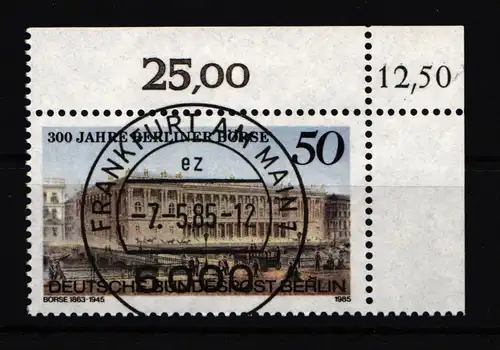 25,00
12,50
300 JAHRE BERLINER BÖRSE 50
FRANKFURT AM MAIN 1
ez
-7.-5.85-12
6000
DEUTSCHE BUNDESPOST BERLIN
BÖRSE 1863-1945
1985